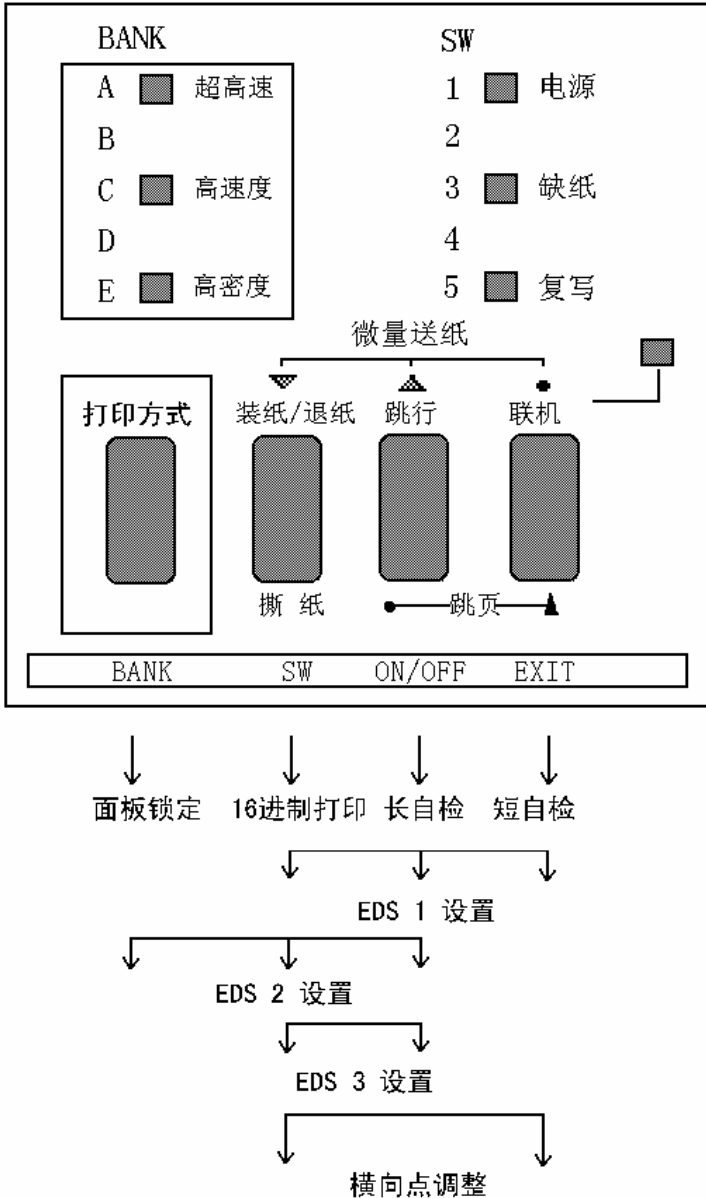 BANK SW
A 超高速 1 电源
B 2
C 高速度 3 缺纸
D 4
E 高密度 5 复写
微量送纸
打印方式 装纸/退纸 跳行 联机
撕 纸 跳页
BANK SW ON/OFF EXIT
面板锁定 16进制打印 长自检 短自检
EDS 1 设置
EDS 2 设置
EDS 3 设置
横向点调整